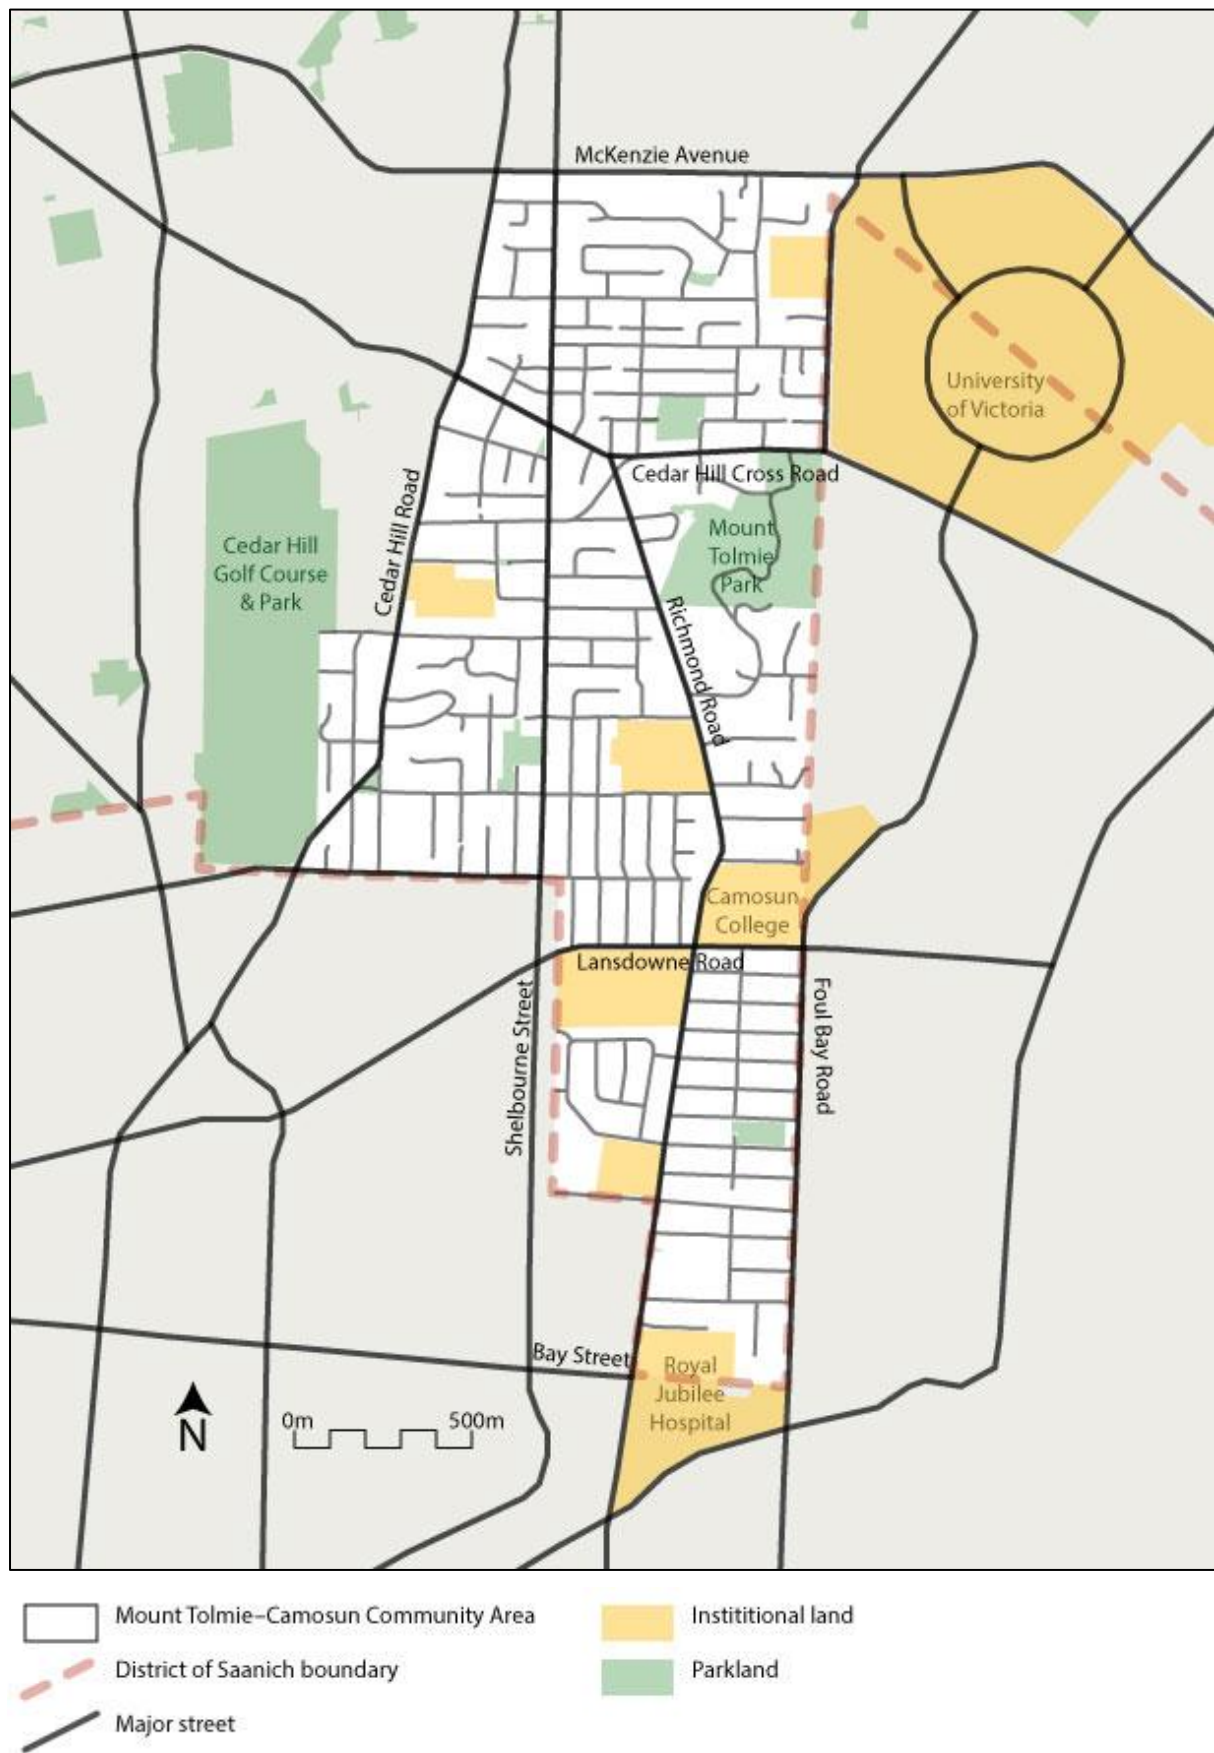 McKenzie Avenue
University
of Victoria
Cedar Hill Cross Road
Cedar Hill Road
Mount
Tolmie
Park
Cedar Hill
Golf Course
& Park
Richmond Road
Camosun
College
Lansdowne Road
Shelbourne Street
Foul Bay Road
Bay Street
Royal
Jubilee
Hospital
N
0m 500m
Mount Tolmie–Camosun Community Area
Instititional land
District of Saanich boundary
Parkland
Major street